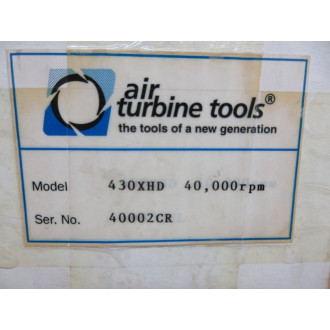 air
turbine tools®
the tools of a new generation
Model 430XHD 40,000rpm
Ser. No. 40002CR